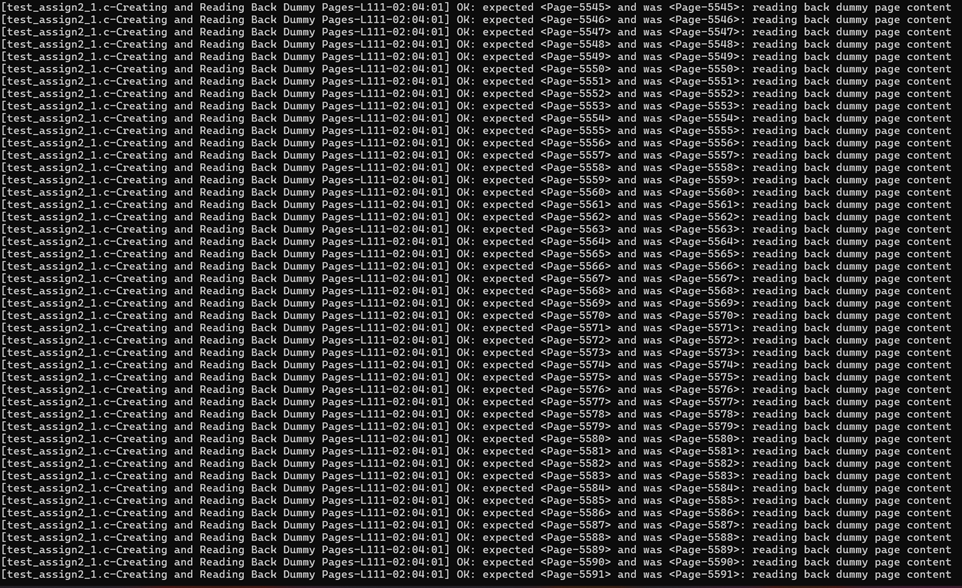 [test_assign2_1.c-Creating and Reading Back Dummy Pages-L111-02:04:01] OK: expected <Page-5545> and was <Page-5545>: reading back dummy page content
[test_assign2_1.c-Creating and Reading Back Dummy Pages-L111-02:04:01] OK: expected <Page-5546> and was <Page-5546>: reading back dummy page content
[test_assign2_1.c-Creating and Reading Back Dummy Pages-L111-02:04:01] OK: expected <Page-5547> and was <Page-5547>: reading back dummy page content
[test_assign2_1.c-Creating and Reading Back Dummy Pages-L111-02:04:01] OK: expected <Page-5548> and was <Page-5548>: reading back dummy page content
[test_assign2_1.c-Creating and Reading Back Dummy Pages-L111-02:04:01] OK: expected <Page-5549> and was <Page-5549>: reading back dummy page content
[test_assign2_1.c-Creating and Reading Back Dummy Pages-L111-02:04:01] OK: expected <Page-5550> and was <Page-5550>: reading back dummy page content
[test_assign2_1.c-Creating and Reading Back Dummy Pages-L111-02:04:01] OK: expected <Page-5551> and was <Page-5551>: reading back dummy page content
[test_assign2_1.c-Creating and Reading Back Dummy Pages-L111-02:04:01] OK: expected <Page-5552> and was <Page-5552>: reading back dummy page content
[test_assign2_1.c-Creating and Reading Back Dummy Pages-L111-02:04:01] OK: expected <Page-5553> and was <Page-5553>: reading back dummy page content
[test_assign2_1.c-Creating and Reading Back Dummy Pages-L111-02:04:01] OK: expected <Page-5554> and was <Page-5554>: reading back dummy page content
[test_assign2_1.c-Creating and Reading Back Dummy Pages-L111-02:04:01] OK: expected <Page-5555> and was <Page-5555>: reading back dummy page content
[test_assign2_1.c-Creating and Reading Back Dummy Pages-L111-02:04:01] OK: expected <Page-5556> and was <Page-5556>: reading back dummy page content
[test_assign2_1.c-Creating and Reading Back Dummy Pages-L111-02:04:01] OK: expected <Page-5557> and was <Page-5557>: reading back dummy page content
[test_assign2_1.c-Creating and Reading Back Dummy Pages-L111-02:04:01] OK: expected <Page-5558> and was <Page-5558>: reading back dummy page content
[test_assign2_1.c-Creating and Reading Back Dummy Pages-L111-02:04:01] OK: expected <Page-5559> and was <Page-5559>: reading back dummy page content
[test_assign2_1.c-Creating and Reading Back Dummy Pages-L111-02:04:01] OK: expected <Page-5560> and was <Page-5560>: reading back dummy page content
[test_assign2_1.c-Creating and Reading Back Dummy Pages-L111-02:04:01] OK: expected <Page-5561> and was <Page-5561>: reading back dummy page content
[test_assign2_1.c-Creating and Reading Back Dummy Pages-L111-02:04:01] OK: expected <Page-5562> and was <Page-5562>: reading back dummy page content
[test_assign2_1.c-Creating and Reading Back Dummy Pages-L111-02:04:01] OK: expected <Page-5563> and was <Page-5563>: reading back dummy page content
[test_assign2_1.c-Creating and Reading Back Dummy Pages-L111-02:04:01] OK: expected <Page-5564> and was <Page-5564>: reading back dummy page content
[test_assign2_1.c-Creating and Reading Back Dummy Pages-L111-02:04:01] OK: expected <Page-5565> and was <Page-5565>: reading back dummy page content
[test_assign2_1.c-Creating and Reading Back Dummy Pages-L111-02:04:01] OK: expected <Page-5566> and was <Page-5566>: reading back dummy page content
[test_assign2_1.c-Creating and Reading Back Dummy Pages-L111-02:04:01] OK: expected <Page-5567> and was <Page-5567>: reading back dummy page content
[test_assign2_1.c-Creating and Reading Back Dummy Pages-L111-02:04:01] OK: expected <Page-5568> and was <Page-5568>: reading back dummy page content
[test_assign2_1.c-Creating and Reading Back Dummy Pages-L111-02:04:01] OK: expected <Page-5569> and was <Page-5569>: reading back dummy page content
[test_assign2_1.c-Creating and Reading Back Dummy Pages-L111-02:04:01] OK: expected <Page-5570> and was <Page-5570>: reading back dummy page content
[test_assign2_1.c-Creating and Reading Back Dummy Pages-L111-02:04:01] OK: expected <Page-5571> and was <Page-5571>: reading back dummy page content
[test_assign2_1.c-Creating and Reading Back Dummy Pages-L111-02:04:01] OK: expected <Page-5572> and was <Page-5572>: reading back dummy page content
[test_assign2_1.c-Creating and Reading Back Dummy Pages-L111-02:04:01] OK: expected <Page-5573> and was <Page-5573>: reading back dummy page content
[test_assign2_1.c-Creating and Reading Back Dummy Pages-L111-02:04:01] OK: expected <Page-5574> and was <Page-5574>: reading back dummy page content
[test_assign2_1.c-Creating and Reading Back Dummy Pages-L111-02:04:01] OK: expected <Page-5575> and was <Page-5575>: reading back dummy page content
[test_assign2_1.c-Creating and Reading Back Dummy Pages-L111-02:04:01] OK: expected <Page-5576> and was <Page-5576>: reading back dummy page content
[test_assign2_1.c-Creating and Reading Back Dummy Pages-L111-02:04:01] OK: expected <Page-5577> and was <Page-5577>: reading back dummy page content
[test_assign2_1.c-Creating and Reading Back Dummy Pages-L111-02:04:01] OK: expected <Page-5578> and was <Page-5578>: reading back dummy page content
[test_assign2_1.c-Creating and Reading Back Dummy Pages-L111-02:04:01] OK: expected <Page-5579> and was <Page-5579>: reading back dummy page content
[test_assign2_1.c-Creating and Reading Back Dummy Pages-L111-02:04:01] OK: expected <Page-5580> and was <Page-5580>: reading back dummy page content
[test_assign2_1.c-Creating and Reading Back Dummy Pages-L111-02:04:01] OK: expected <Page-5581> and was <Page-5581>: reading back dummy page content
[test_assign2_1.c-Creating and Reading Back Dummy Pages-L111-02:04:01] OK: expected <Page-5582> and was <Page-5582>: reading back dummy page content
[test_assign2_1.c-Creating and Reading Back Dummy Pages-L111-02:04:01] OK: expected <Page-5583> and was <Page-5583>: reading back dummy page content
[test_assign2_1.c-Creating and Reading Back Dummy Pages-L111-02:04:01] OK: expected <Page-5584> and was <Page-5584>: reading back dummy page content
[test_assign2_1.c-Creating and Reading Back Dummy Pages-L111-02:04:01] OK: expected <Page-5585> and was <Page-5585>: reading back dummy page content
[test_assign2_1.c-Creating and Reading Back Dummy Pages-L111-02:04:01] OK: expected <Page-5586> and was <Page-5586>: reading back dummy page content
[test_assign2_1.c-Creating and Reading Back Dummy Pages-L111-02:04:01] OK: expected <Page-5587> and was <Page-5587>: reading back dummy page content
[test_assign2_1.c-Creating and Reading Back Dummy Pages-L111-02:04:01] OK: expected <Page-5588> and was <Page-5588>: reading back dummy page content
[test_assign2_1.c-Creating and Reading Back Dummy Pages-L111-02:04:01] OK: expected <Page-5589> and was <Page-5589>: reading back dummy page content
[test_assign2_1.c-Creating and Reading Back Dummy Pages-L111-02:04:01] OK: expected <Page-5590> and was <Page-5590>: reading back dummy page content
[test_assign2_1.c-Creating and Reading Back Dummy Pages-L111-02:04:01] OK: expected <Page-5591> and was <Page-5591>: reading back dummy page content